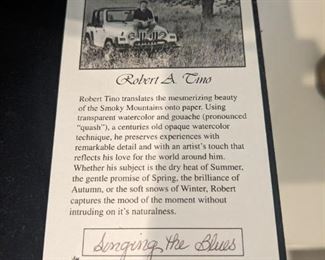 Robert A. Tino
Robert Tino translates the mesmerizing beauty
of the Smoky Mountains onto paper. Using
transparent watercolor and gouache (pronounced
"quash"), a centuries old opaque watercolor
technique, he preserves experiences with
remarkable detail and with an artist's touch that
reflects his love for the world around him.
Whether his subject is the dry heat of Summer,
the gentle promise of Spring, the brilliance of
Autumn, or the soft snows of Winter, Robert
captures the mood of the moment without
intruding on it's naturalness.
Singing the Blues